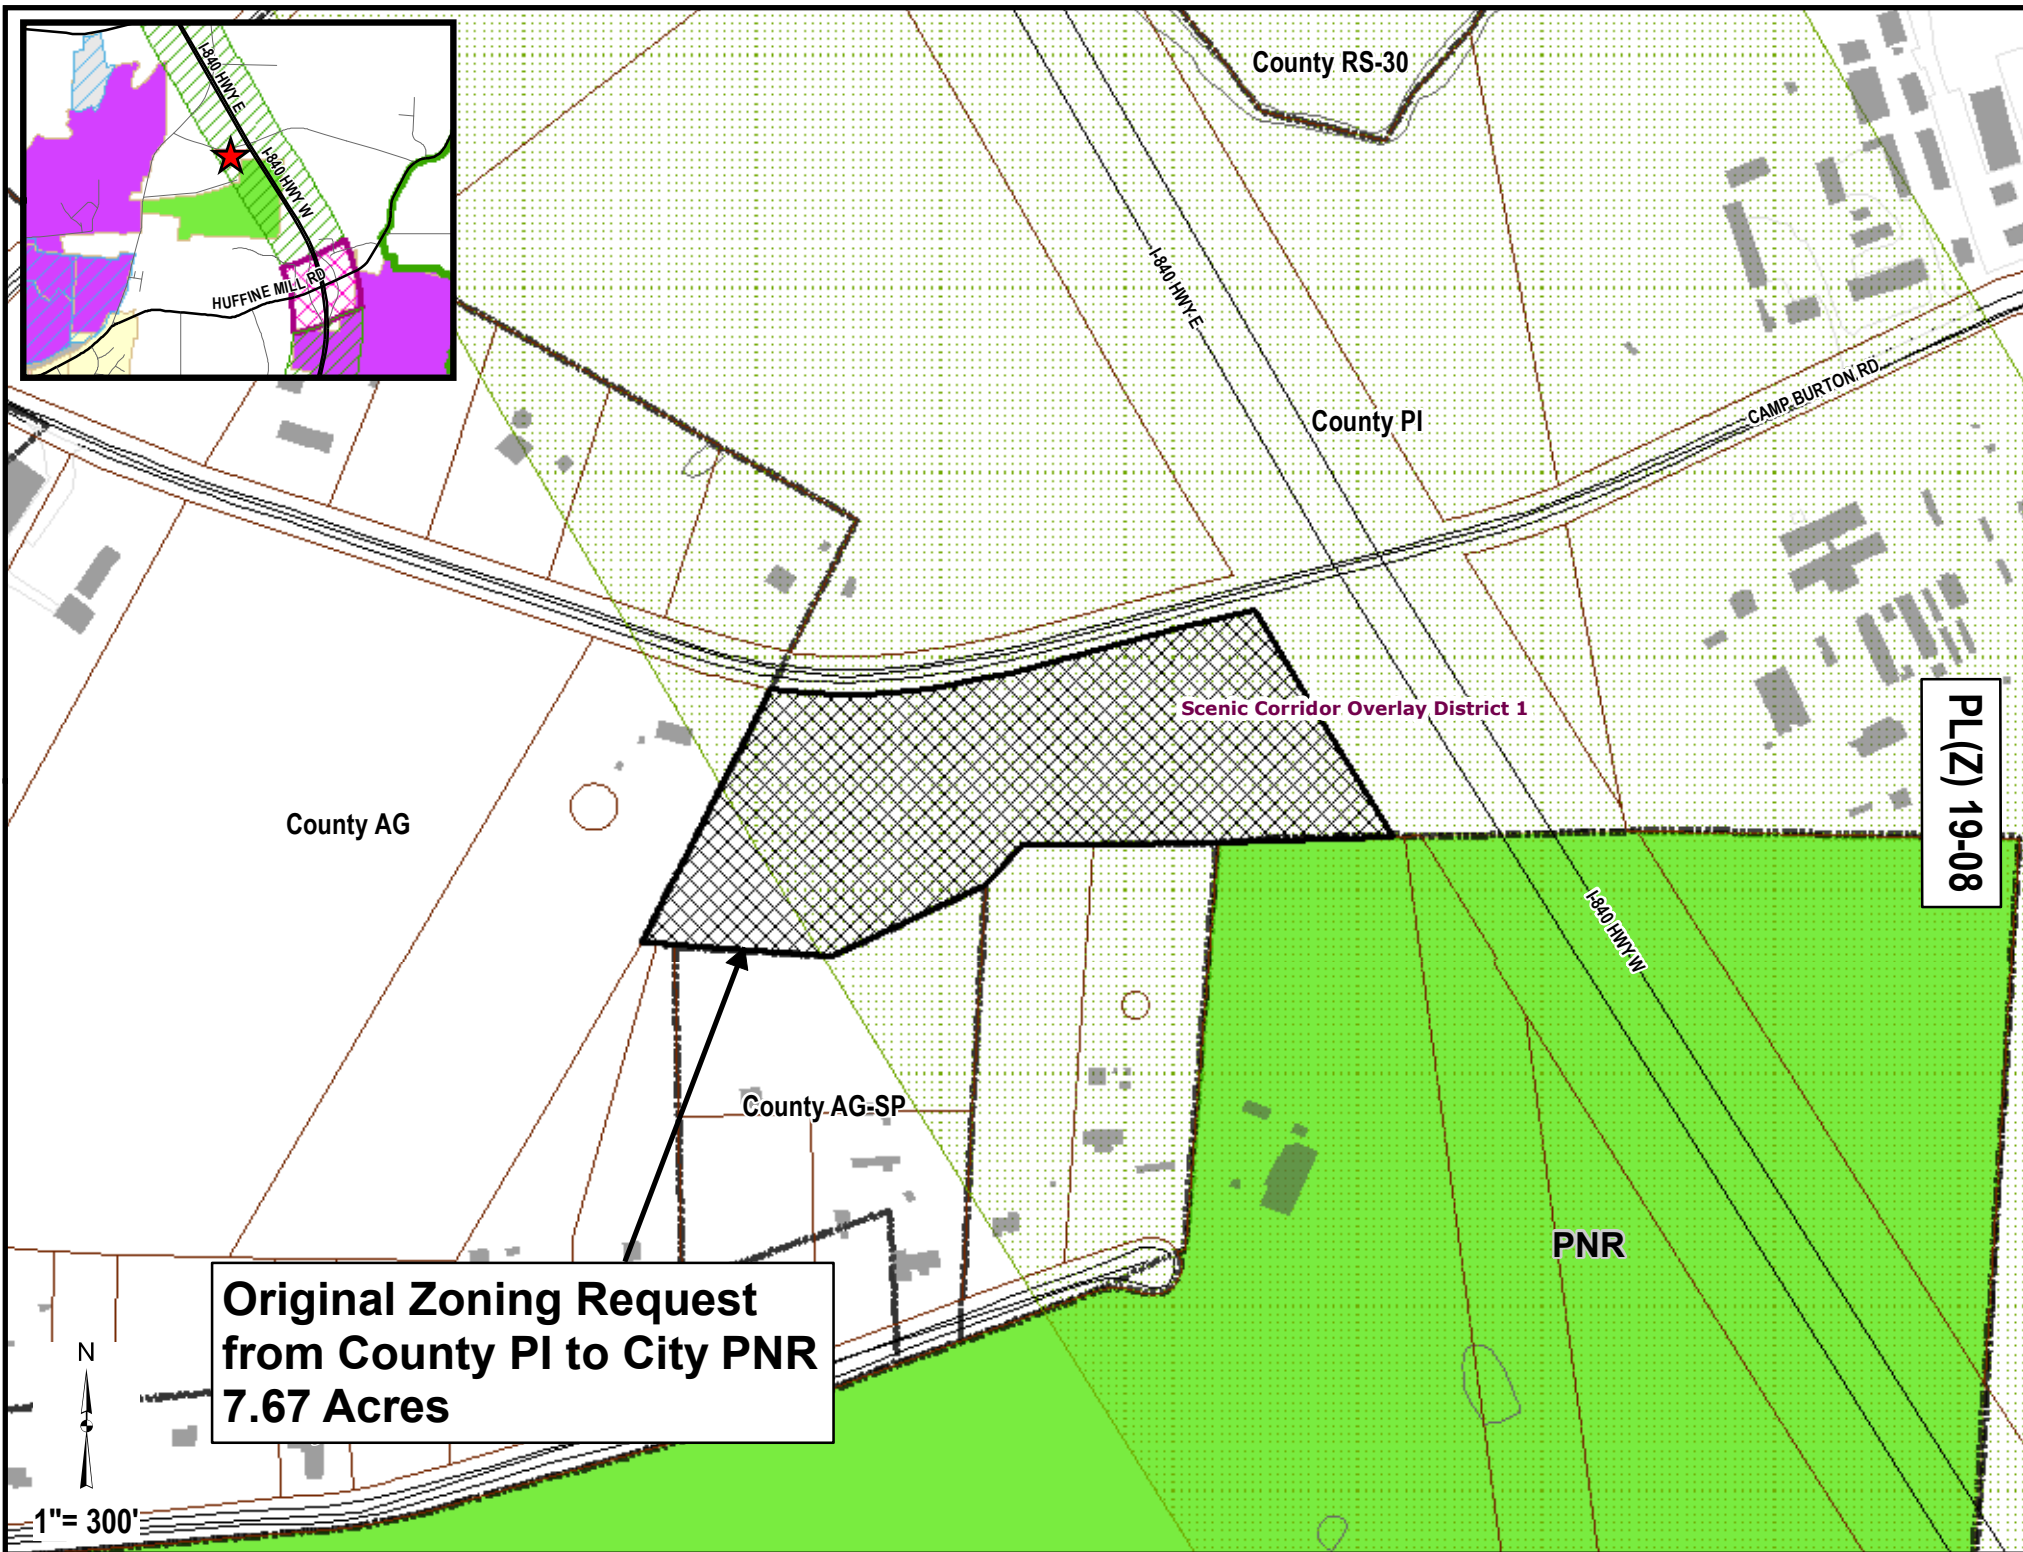 I-840 HWY E
I-840 HWY W
HUFFINE MILL RD
County RS-30
I-840 HWY E
County PI
CAMP BURTON RD
Scenic Corridor Overlay District 1
PL(Z) 19-08
County AG
I-840 HWY W
County AG-SP
PNR
Original Zoning Request
from County PI to City PNR
7.67 Acres
N
1"= 300'